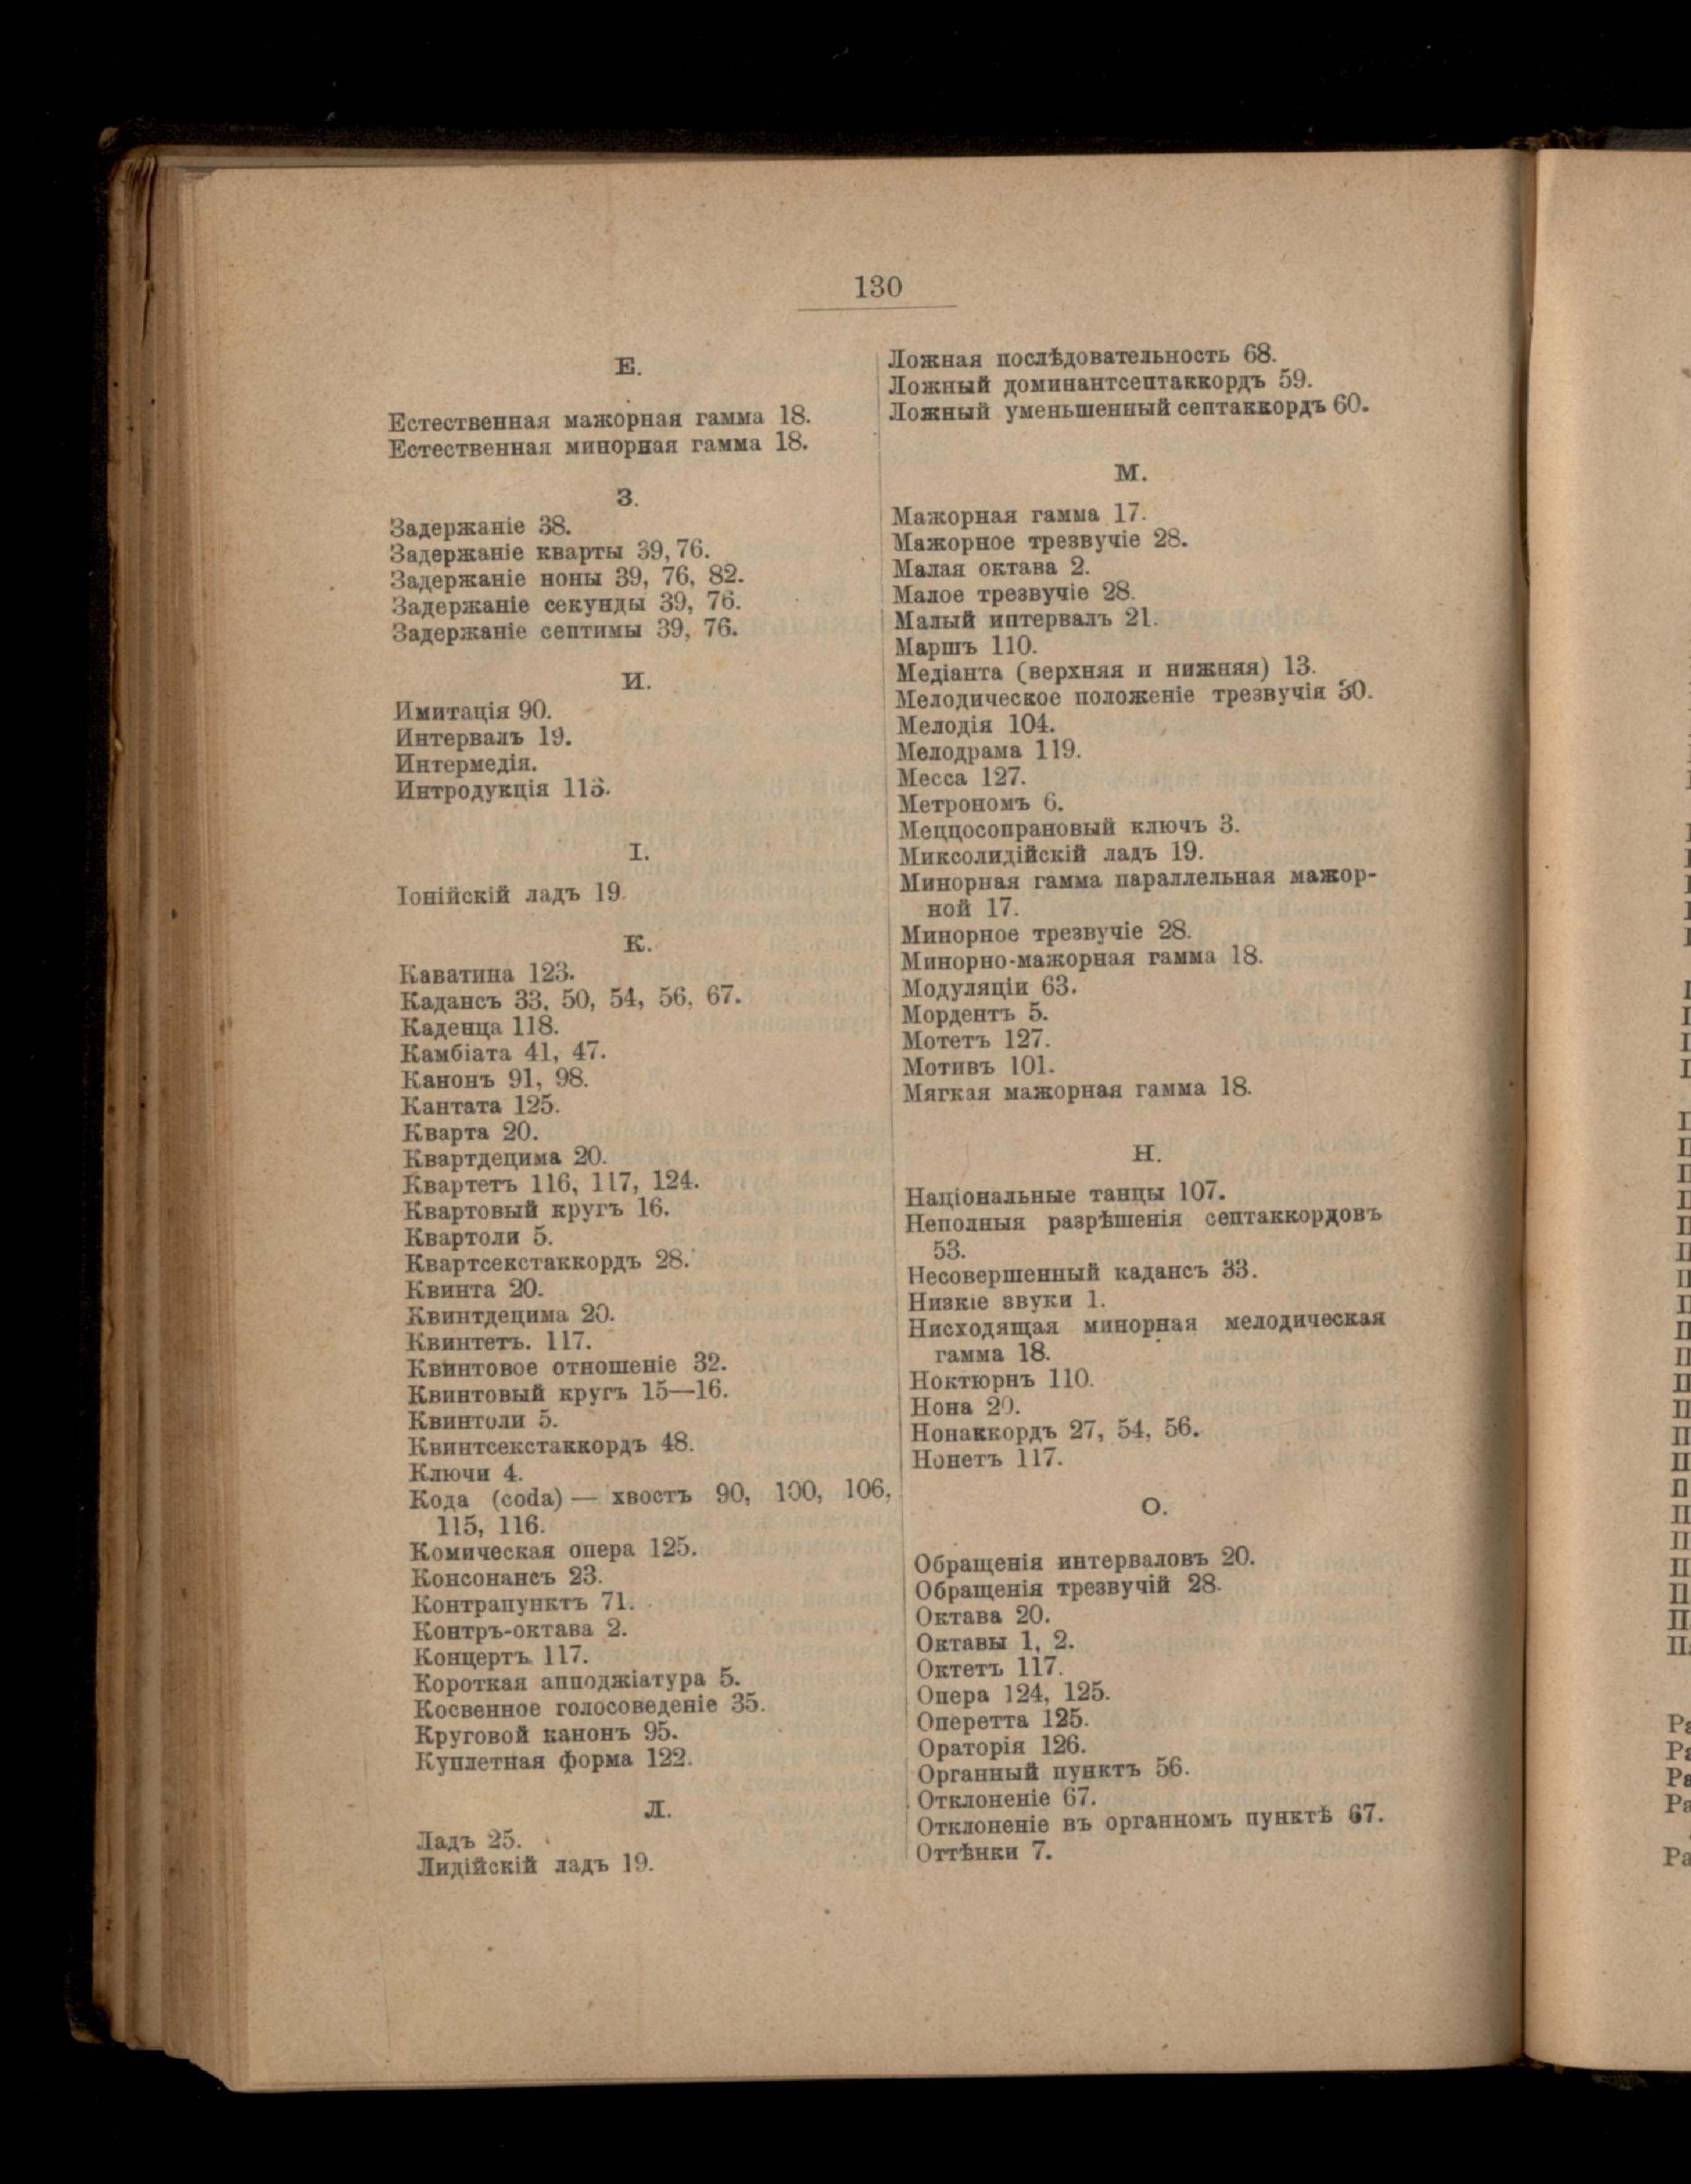 130
Е.
Естественная мажорная гамма 18.
Естественная минорная гамма 18.
З.
Задержаніе 38.
Задержаніе кварты 39, 76.
Задержаніе ноны 39, 76, 82.
Задержаніе секунды 39, 76.
Задержаніе септимы 39, 76.
И.
Имитація 90.
Интервалъ 19.
Интермедія.
Интродукція 113.
І.
Іонійскій ладъ 19.
К.
Каватина 123.
Кадансъ 33, 50, 54, 56, 67.
Каденца 118.
Камбіата 41, 47.
Канонъ 91, 98.
Кантата 125.
Кварта 20.
Квартдецима 20.
Квартетъ 116, 117, 124.
Квартовый кругъ 16.
Квартоли 5.
Квартсекстаккордъ 28.
Квинта 20.
Квинтдецима 20.
Квинтетъ. 117.
Квинтовое отношеніе 32.
Квинтовый кругъ 15—16.
Квинтоли 5.
Квинтсекстаккордъ 48.
Ключи 4.
Кода (coda) — хвостъ 90, 100, 106,
115, 116.
Комическая опера 125.
Консонансъ 23.
Контрапунктъ 71.
Контръ-октава 2.
Концертъ 117.
Короткая апподжіатура 5.
Косвенное голосоведеніе 35.
Круговой канонъ 95.
Куплетная форма 122.
Л.
Ладъ 25.
Лидійскій ладъ 19.
Ложная послѣдовательность 68.
Ложный доминантсептаккордъ 59.
Ложный уменьшенный септаккордъ 60.
М.
Мажорная гамма 17.
Мажорное трезвучіе 28.
Малая октава 2.
Малое трезвучіе 28.
Малый интервалъ 21.
Маршъ 110.
Медіанта (верхняя и нижняя) 13.
Мелодическое положеніе трезвучія 30.
Мелодія 104.
Мелодрама 119.
Месса 127.
Метрономъ 6.
Меццосопрановый ключъ 3.
Миксолидійскій ладъ 19.
Минорная гамма параллельная мажор-
ной 17.
Минорное трезвучіе 28.
Минорно-мажорная гамма 18.
Модуляціи 63.
Мордентъ 5.
Мотетъ 127.
Мотивъ 101.
Мягкая мажорная гамма 18.
Н.
Національные танцы 107.
Неполныя разрѣшенія септаккордовъ
53.
Несовершенный кадансъ 33.
Низкіе звуки 1.
Нисходящая минорная мелодическая
гамма 18.
Ноктюрнъ 110.
Нона 20.
Нонаккордъ 27, 54, 56.
Нонетъ 117.
О.
Обращенія интерваловъ 20.
Обращенія трезвучій 28.
Октава 20.
Октавы 1, 2.
Октетъ 117.
Опера 124, 125.
Оперетта 125.
Ораторія 126.
Органный пунктъ 56.
Отклоненіе 67.
Отклоненіе въ органномъ пунктѣ 67.
Оттѣнки 7.